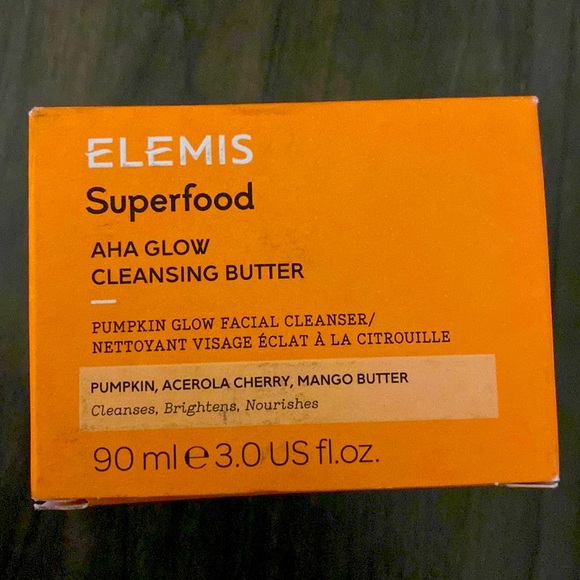 ELEMIS
Superfood
AHA GLOW
CLEANSING BUTTER
PUMPKIN GLOW FACIAL CLEANSER/
NETTOYANT VISAGE ÉCLAT À LA CITROUILLE
PUMPKIN, ACEROLA CHERRY, MANGO BUTTER
Cleanses, Brightens, Nourishes
90 ml e 3.0 US fl.oz.